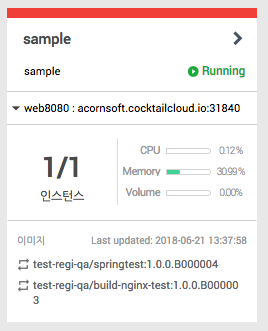 sample
sample Running
web8080 : acornsoft.cocktailcloud.io:31840
1/1
인스턴스
CPU 0.12%
Memory 30.99%
Volume 0.00%
이미지 Last updated: 2018-06-21 13:37:58
test-regi-qa/springtest:1.0.0.B000004
test-regi-qa/build-nginx-test:1.0.0.B00000
3